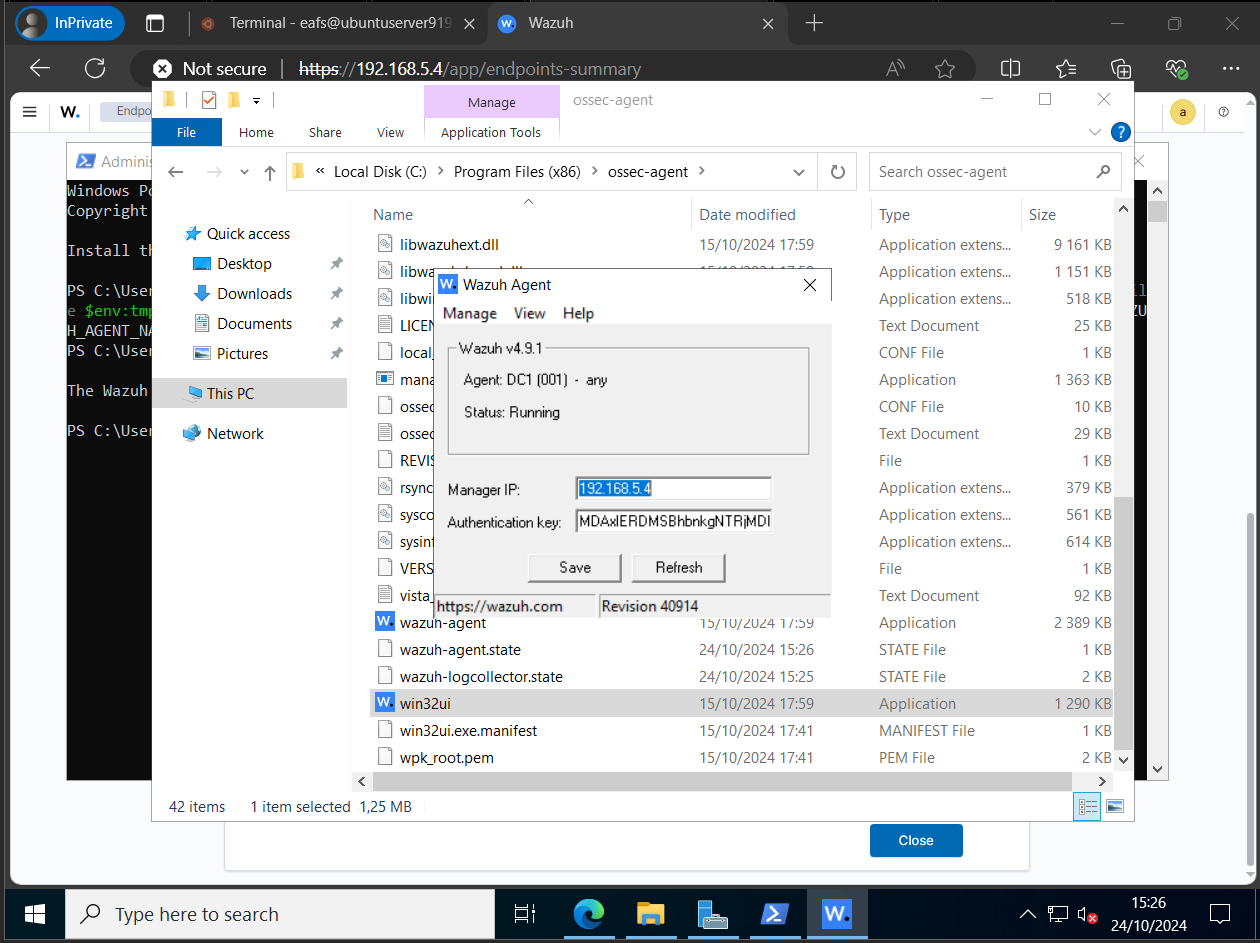 InPrivate
Terminal - eafs@ubuntuserver919
Wazuh
Not secure
https://192.168.5.4/app/endpoints-summary
W.
Endpo
a
Manage
ossec-agent
File
Home
Share
View
Application Tools
Adminis
« Local Disk (C:) > Program Files (x86) > ossec-agent >
Search ossec-agent
Windows Po
Copyright
Install th
PS C:\User
e $env:tmp
H_AGENT_NA
ZU
PS C:\User
The Wazuh
PS C:\User
Quick access
Desktop
Downloads
Documents
Pictures
This PC
Network
Name
Date modified
Type
Size
libwazuhext.dll 15/10/2024 17:59 Application extens... 9 161 KB
Application extens... 1 151 KB
libwi Application extens... 518 KB
LICEN Text Document 25 KB
local_ CONF File 1 KB
mana Application 1 363 KB
ossec CONF File 10 KB
ossec Text Document 29 KB
REVIS File 1 KB
rsync Application extens... 379 KB
sysco Application extens... 561 KB
sysinf Application extens... 614 KB
VERS File 1 KB
vista_ Text Document 92 KB
wazuh-agent 15/10/2024 17:59 Application 2 389 KB
wazuh-agent.state 24/10/2024 15:26 STATE File 1 KB
wazuh-logcollector.state 24/10/2024 15:25 STATE File 2 KB
win32ui 15/10/2024 17:59 Application 1 290 KB
win32ui.exe.manifest 15/10/2024 17:41 MANIFEST File 1 KB
wpk_root.pem 15/10/2024 17:41 PEM File 2 KB
W. Wazuh Agent
Manage View Help
Wazuh v4.9.1
Agent: DC1 (001) - any
Status: Running
Manager IP: 192.168.5.4
Authentication key: MDAxIERDMSBhbnkgNTRjMDI
Save
Refresh
https://wazuh.com
Revision 40914
42 items
1 item selected 1,25 MB
Close
Type here to search
W.
15:26
24/10/2024